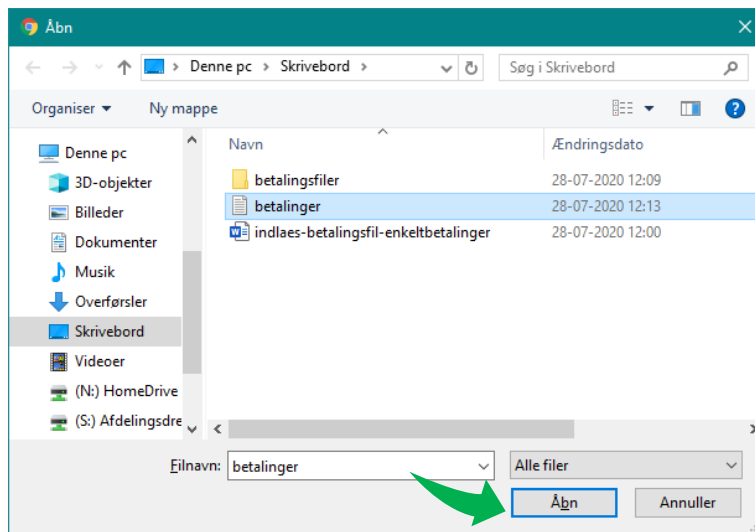 Åbn
Denne pc > Skrivebord >
Søg i Skrivebord
Organiser Ny mappe
Navn Ændringsdato
Denne pc
3D-objekter
Billeder
Dokumenter
Musik
Overførsler
Skrivebord
Videoer
(N:) HomeDrive
(S:) Afdelingsdre
betalingsfiler 28-07-2020 12:09
betalinger 28-07-2020 12:13
indlaes-betalingsfil-enkeltbetalinger 28-07-2020 12:00
Filnavn: betalinger Alle filer
Åbn Annuller